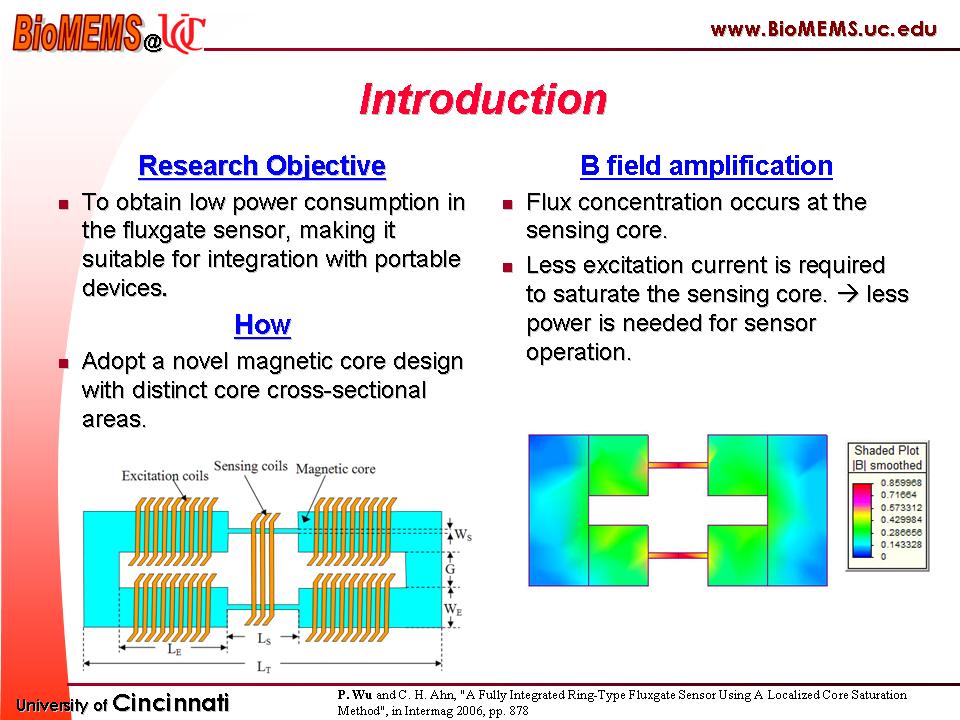 BioMEMS@UC
www.BioMEMS.uc.edu
Introduction
Research Objective
To obtain low power consumption in
the fluxgate sensor, making it
suitable for integration with portable
devices.
How
Adopt a novel magnetic core design
with distinct core cross-sectional
areas.
B field amplification
Flux concentration occurs at the
sensing core.
Less excitation current is required
to saturate the sensing core. → less
power is needed for sensor
operation.
Excitation coils
Sensing coils
Magnetic core
WS
G
WE
LE
LS
LT
Shaded Plot
|B| smoothed
0.859968
0.71664
0.573312
0.429984
0.286656
0.143328
0
University of Cincinnati
P. Wu and C. H. Ahn, "A Fully Integrated Ring-Type Fluxgate Sensor Using A Localized Core Saturation
Method", in Intermag 2006, pp. 878